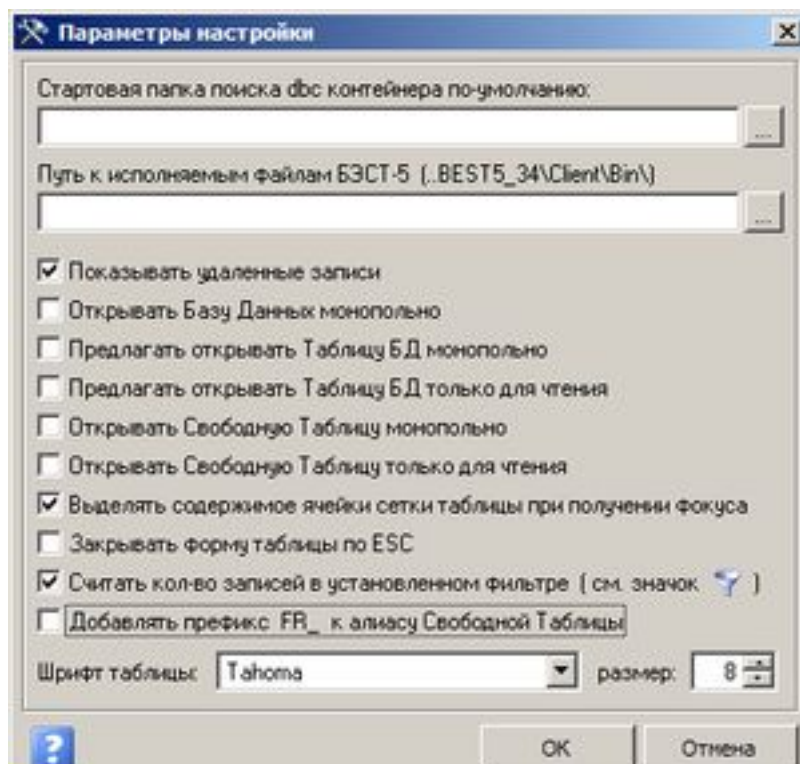 Параметры настройки
Стартовая папка поиска dbc контейнера по-умолчанию:
...
Путь к исполняемым файлам БЭСТ-5 (..BEST5_34\Client\Bin\)
...
Показывать удаленные записи
Открывать Базу Данных монопольно
Предлагать открывать Таблицу БД монопольно
Предлагать открывать Таблицу БД только для чтения
Открывать Свободную Таблицу монопольно
Открывать Свободную Таблицу только для чтения
Выделять содержимое ячейки сетки таблицы при получении фокуса
Закрывать форму таблицы по ESC
Считать кол-во записей в установленном фильтре ( см. значок )
Добавлять префикс FR_ к алиасу Свободной Таблицы
Шрифт таблицы: Tahoma размер: 8
? ОК Отмена